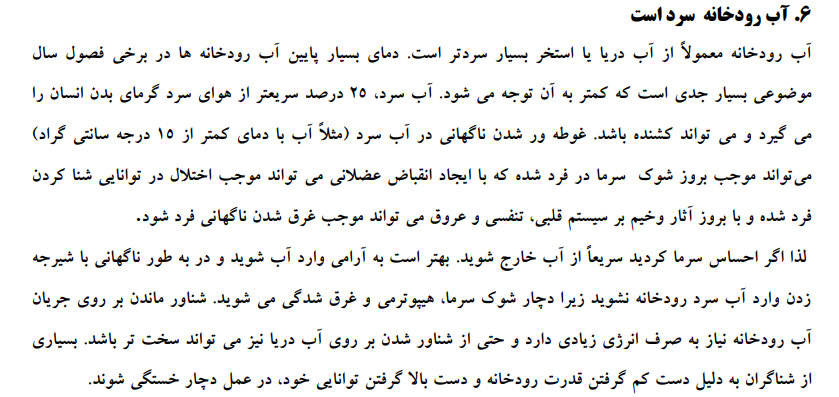 ۶. آب رودخانه سرد است
آب رودخانه معمولاً از آب دریا یا استخر بسیار سردتر است. دمای بسیار پایین آب رودخانه ها در برخی فصول سال
موضوعی بسیار جدی است که کمتر به آن توجه می شود. آب سرد، ۲۵ درصد سریعتر از هوای سرد گرمای بدن انسان را
می گیرد و می تواند کشنده باشد. غوطه ور شدن ناگهانی در آب سرد (مثلاً آب با دمای کمتر از ۱۵ درجه سانتی گراد)
می‌تواند موجب بروز شوک سرما در فرد شده که با ایجاد انقباض عضلانی می تواند موجب اختلال در توانایی شنا کردن
فرد شده و با بروز آثار وخیم بر سیستم قلبی، تنفسی و عروق می تواند موجب غرق شدن ناگهانی فرد شود.
لذا اگر احساس سرما کردید سریعاً از آب خارج شوید. بهتر است به آرامی وارد آب شوید و در به طور ناگهانی با شیرجه
زدن وارد آب سرد رودخانه نشوید زیرا دچار شوک سرما، هیپوترمی و غرق شدگی می شوید. شناور ماندن بر روی جریان
آب رودخانه نیاز به صرف انرژی زیادی دارد و حتی از شناور شدن بر روی آب دریا نیز می تواند سخت تر باشد. بسیاری
از شناگران به دلیل دست کم گرفتن قدرت رودخانه و دست بالا گرفتن توانایی خود، در عمل دچار خستگی شوند.